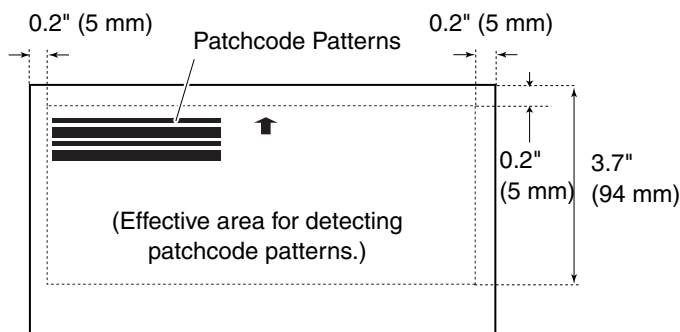 0.2" (5 mm)
0.2" (5 mm)
Patchcode Patterns
0.2"
(5 mm)
3.7"
(94 mm)
(Effective area for detecting
patchcode patterns.)